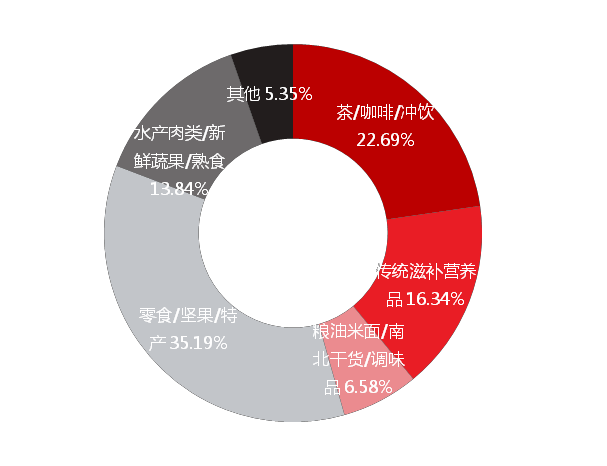 其他 5.35%
茶/咖啡/冲饮
22.69%
水产肉类/新
鲜蔬果/熟食
13.84%
传统滋补营养
品 16.34%
零食/坚果/特
产 35.19%
粮油米面/南
北干货/调味
品 6.58%